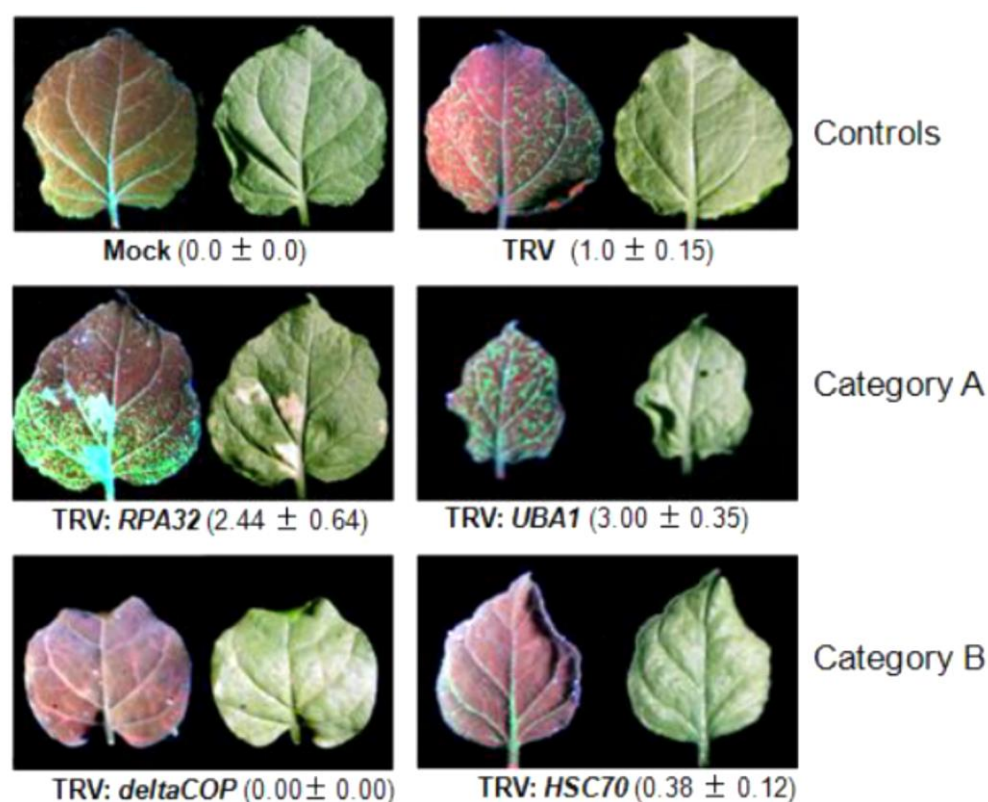 Controls
Mock (0.0 ± 0.0)
TRV (1.0 ± 0.15)
Category A
TRV: RPA32 (2.44 ± 0.64)
TRV: UBA1 (3.00 ± 0.35)
Category B
TRV: deltaCOP (0.00± 0.00)
TRV: HSC70 (0.38 ± 0.12)